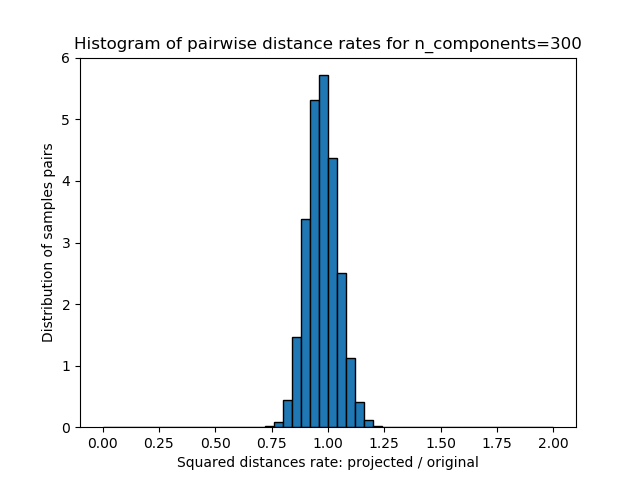 Histogram of pairwise distance rates for n_components=300
6
5
4
3
2
1
0
Distribution of samples pairs
0.00 0.25 0.50 0.75 1.00 1.25 1.50 1.75 2.00
Squared distances rate: projected / original